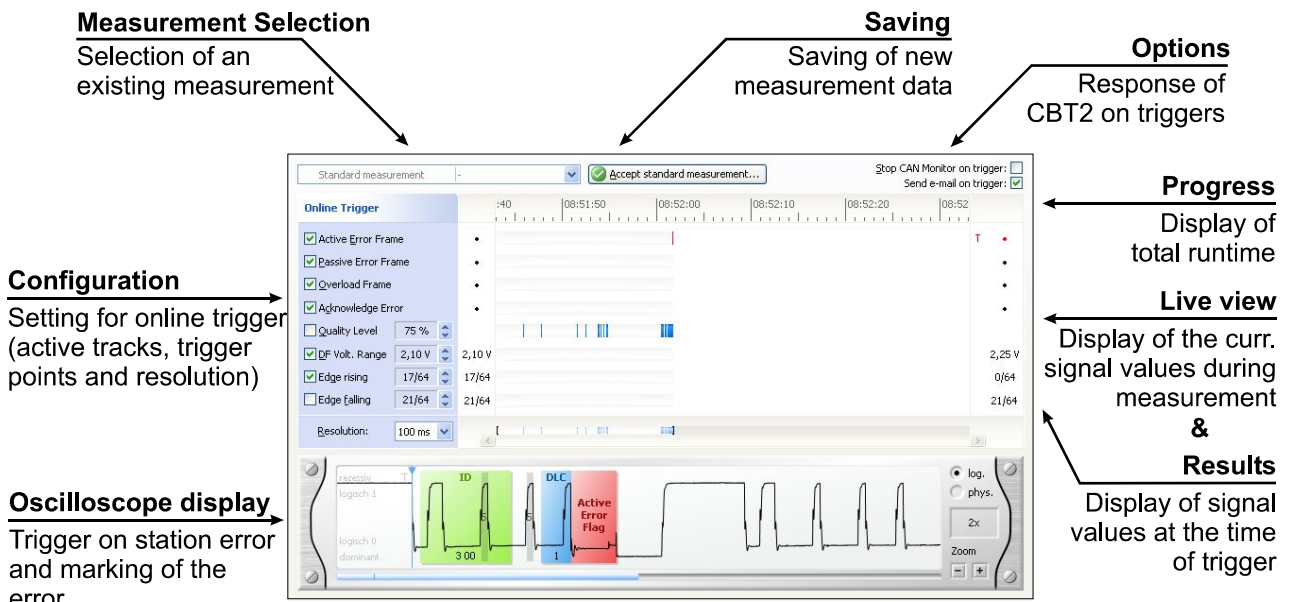 Measurement Selection
Selection of an
existing measurement
Saving
Saving of new
measurement data
Options
Response of
CBT2 on triggers
Standard measurement
-
Accept standard measurement...
Stop CAN Monitor on trigger:
Send e-mail on trigger:
Online Trigger
:40
08:51:50
08:52:00
08:52:10
08:52:20
08:52
Active Error Frame
T
Passive Error Frame
Overload Frame
Acknowledge Error
Quality Level 75 %
DF Volt. Range 2,10 V 2,10 V 2,25 V
Edge rising 17/64 17/64 0/64
Edge falling 21/64 21/64 21/64
Resolution: 100 ms
Configuration
Setting for online trigger
(active tracks, trigger
points and resolution)
Progress
Display of
total runtime
Live view
Display of the curr.
signal values during
measurement
&
Results
Display of signal
values at the time
of trigger
Oscilloscope display
Trigger on station error
and marking of the
error
rezessiv
T
logisch 1
logisch 0
dominant
ID
S
3 00
S
DLC
1
Active
Error
Flag
log.
phys.
2x
Zoom
- +